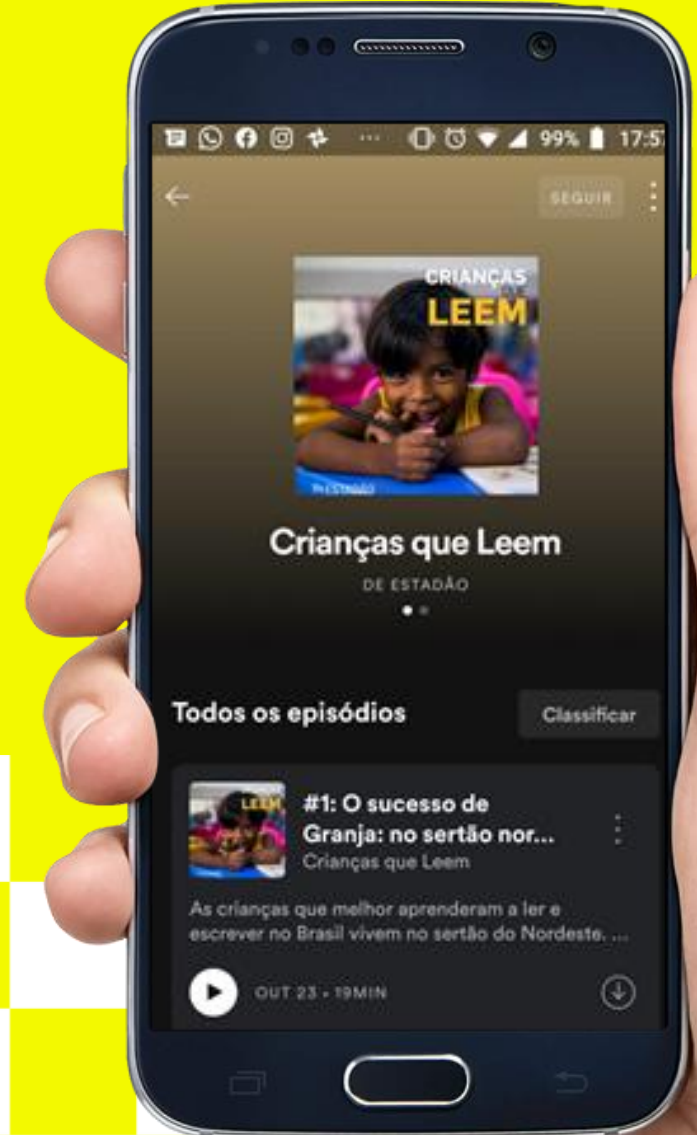 99% 17:57
SEGUIR
CRIANÇAS
QUE
LEEM
ESTADÃO
Crianças que Leem
DE ESTADÃO
Todos os episódios
Classificar
LEEM
#1: O sucesso de
Granja: no sertão nor...
Crianças que Leem
As crianças que melhor aprenderam a ler e
escrever no Brasil vivem no sertão do Nordeste. ...
OUT 23 • 19MIN